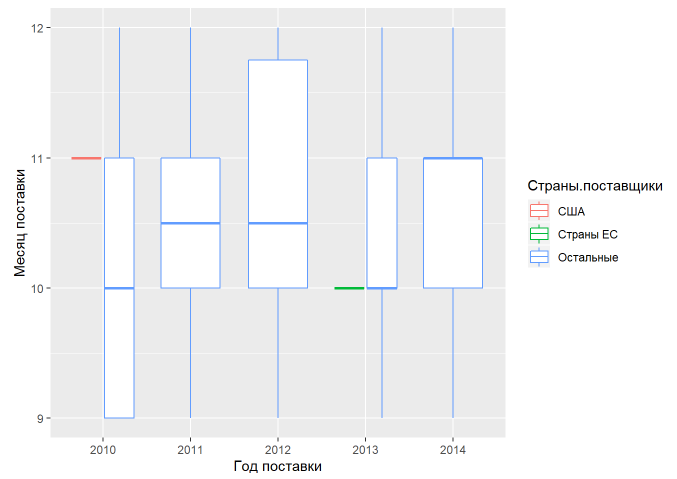 12
11
10
9
Месяц поставки
2010 2011 2012 2013 2014
Год поставки
Страны.поставщики
США
Страны ЕС
Остальные